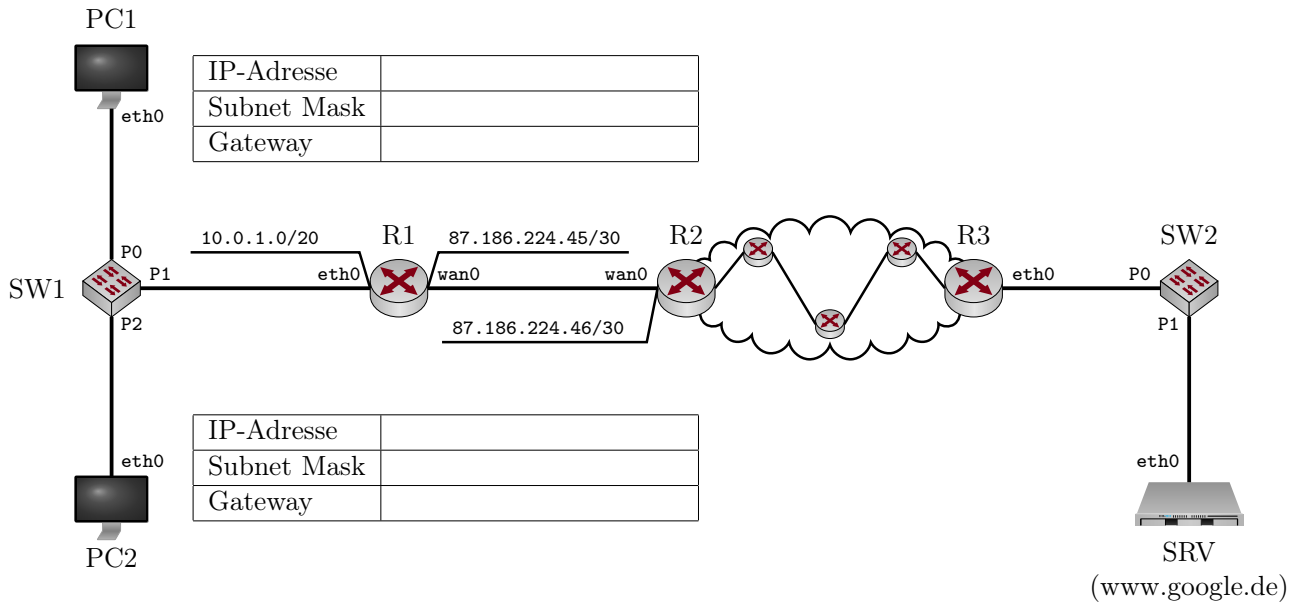 PC1
eth0
IP-Adresse
Subnet Mask
Gateway
10.0.1.0/20
R1
87.186.224.45/30
R2
R3
SW2
P0
SW1
P1
eth0
wan0
wan0
eth0
P0
P2
87.186.224.46/30
P1
IP-Adresse
Subnet Mask
Gateway
eth0
PC2
eth0
SRV
(www.google.de)